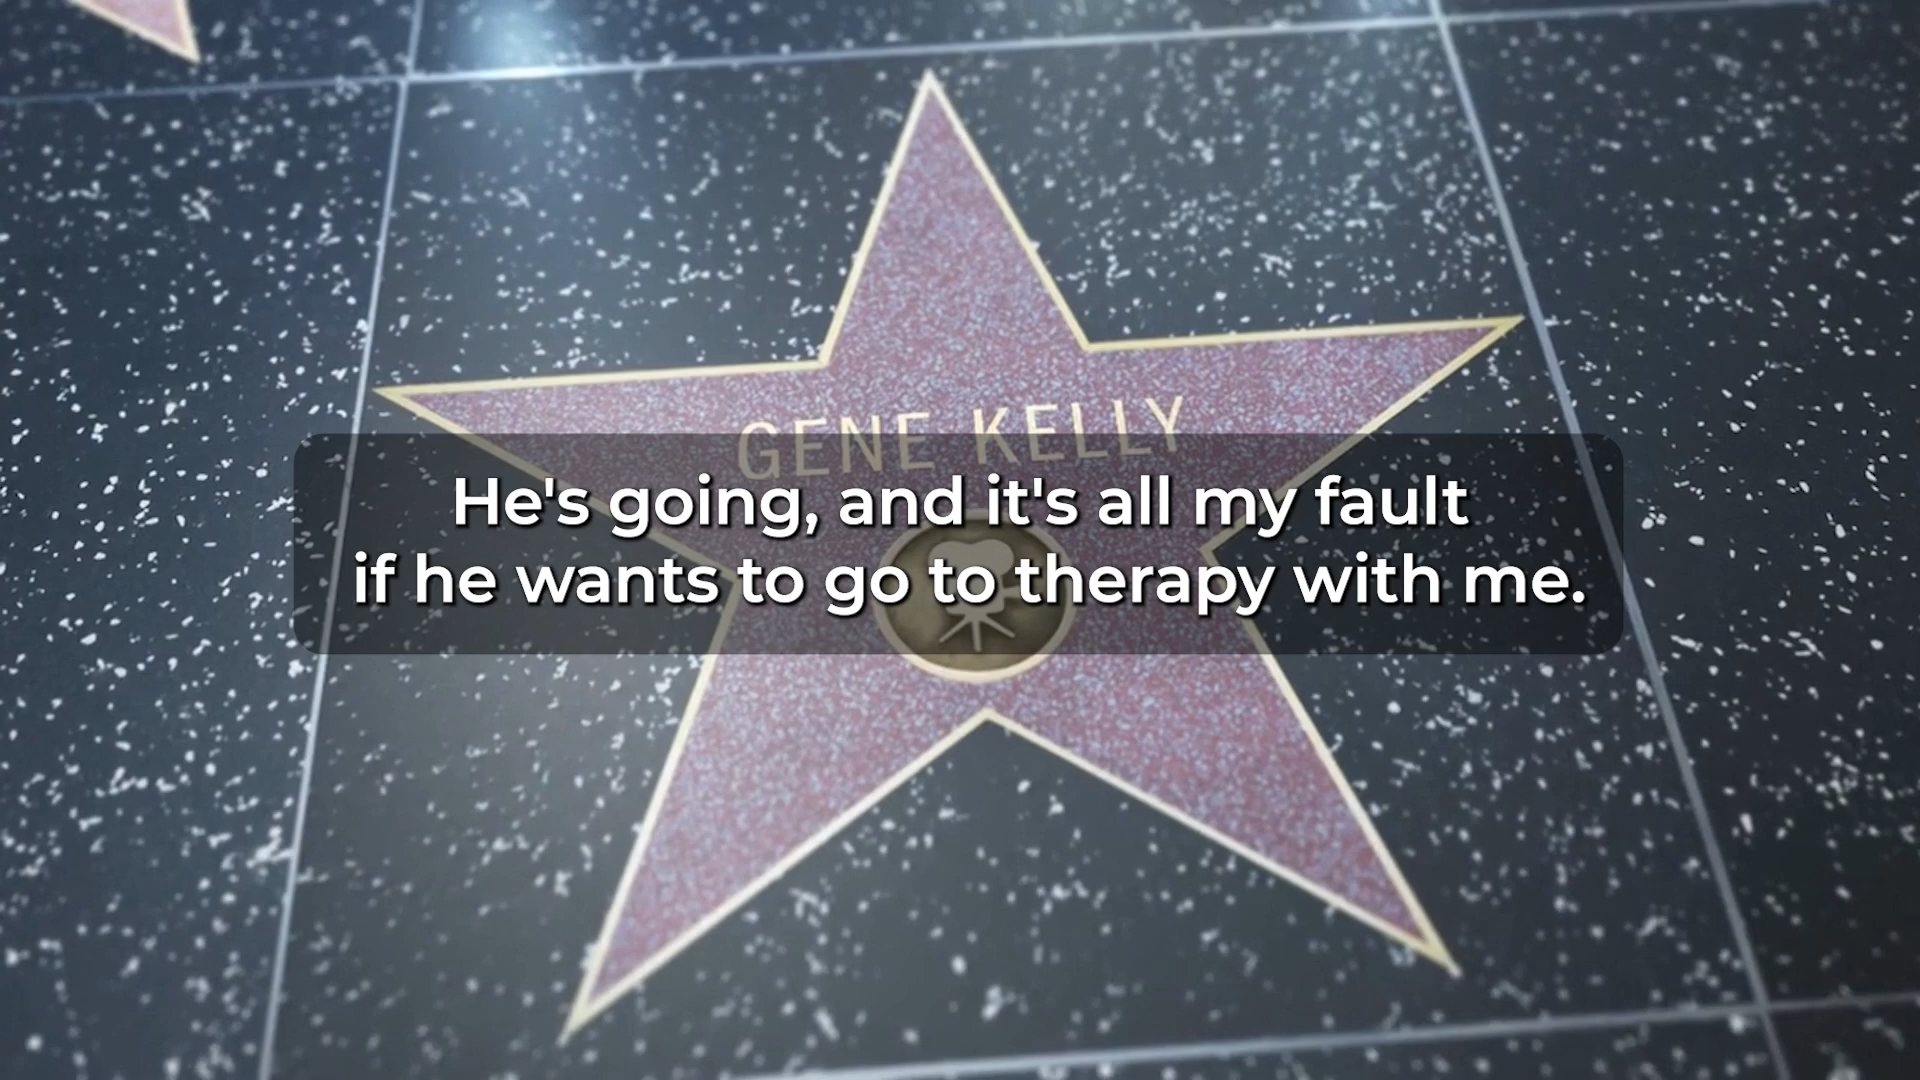 GENE KELLY
He's going, and it's all my fault
if he wants to go to therapy with me.